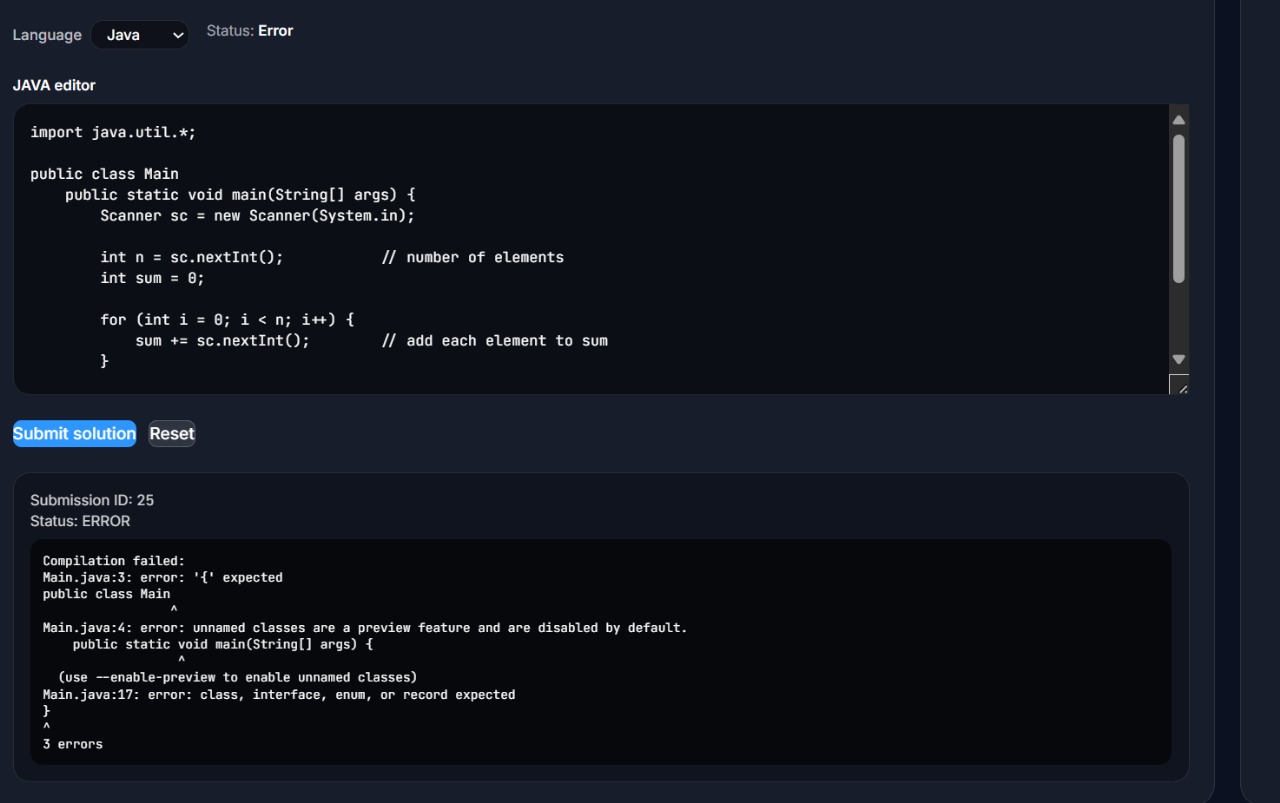 Language Java Status: Error
JAVA editor
import java.util.*;
public class Main
    public static void main(String[] args) {
        Scanner sc = new Scanner(System.in);
        int n = sc.nextInt();           // number of elements
        int sum = 0;
        for (int i = 0; i < n; i++) {
            sum += sc.nextInt();        // add each element to sum
        }
Submit solution Reset
Submission ID: 25
Status: ERROR
Compilation failed:
Main.java:3: error: '{' expected
public class Main
                 ^
Main.java:4: error: unnamed classes are a preview feature and are disabled by default.
    public static void main(String[] args) {
                  ^
  (use --enable-preview to enable unnamed classes)
Main.java:17: error: class, interface, enum, or record expected
}
^
3 errors